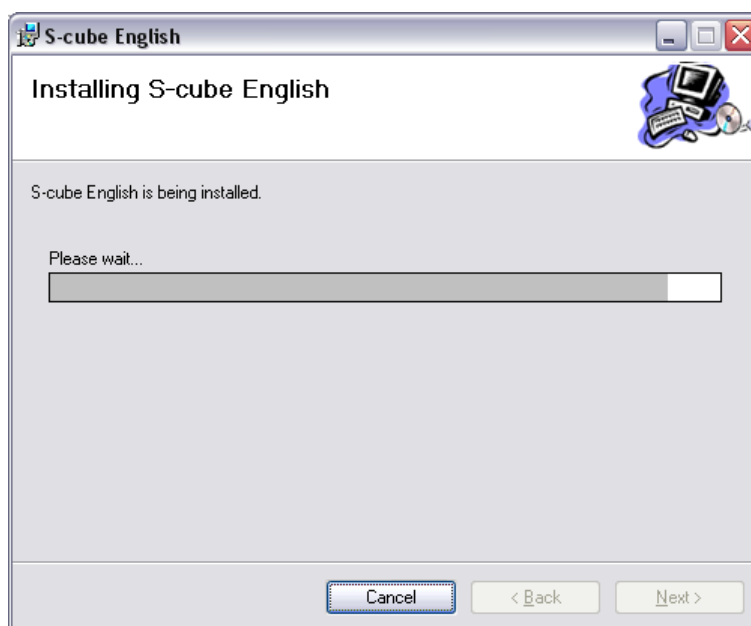 S-cube English
Installing S-cube English
S-cube English is being installed.
Please wait...
Cancel
< Back
Next >